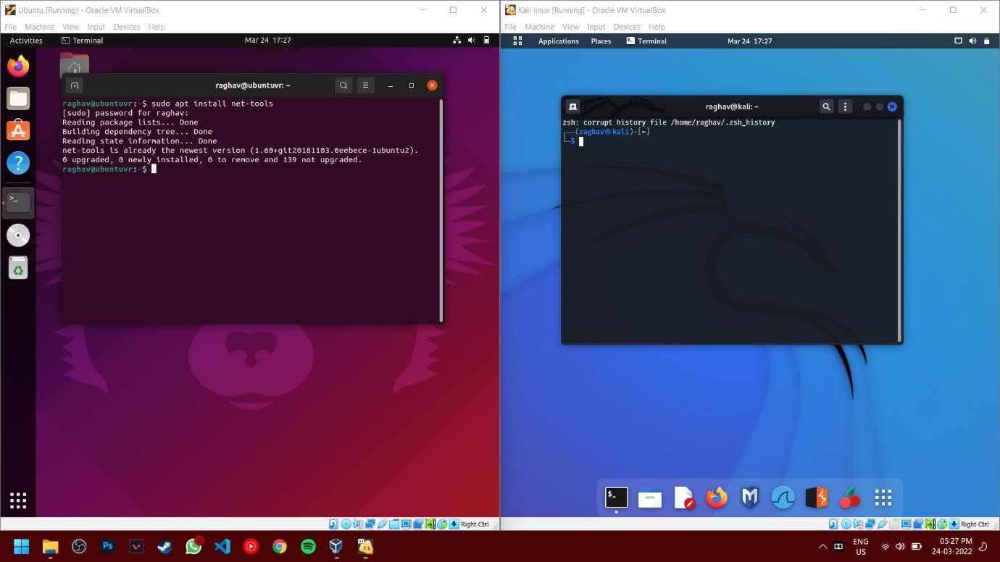 Ubuntu [Running] - Oracle VM VirtualBox
File Machine View Input Devices Help
Activities Terminal Mar 24 17:27
raghav@ubuntuvr: ~
raghav@ubuntuvr:~$ sudo apt install net-tools
[sudo] password for raghav:
Reading package lists... Done
Building dependency tree... Done
Reading state information... Done
net-tools is already the newest version (1.60+git20181103.0eebece-1ubuntu2).
0 upgraded, 0 newly installed, 0 to remove and 139 not upgraded.
raghav@ubuntuvr:~$
Right Ctrl
Kali linux [Running] - Oracle VM VirtualBox
File Machine View Input Devices Help
Applications Places Terminal Mar 24 17:27
raghav@kali: ~
zsh: corrupt history file /home/raghav/.zsh_history
┌──(raghav㉿kali)-[~]
└─$
$_
Right Ctrl
Ps
2.6
ENG
US
05:27 PM
24-03-2022